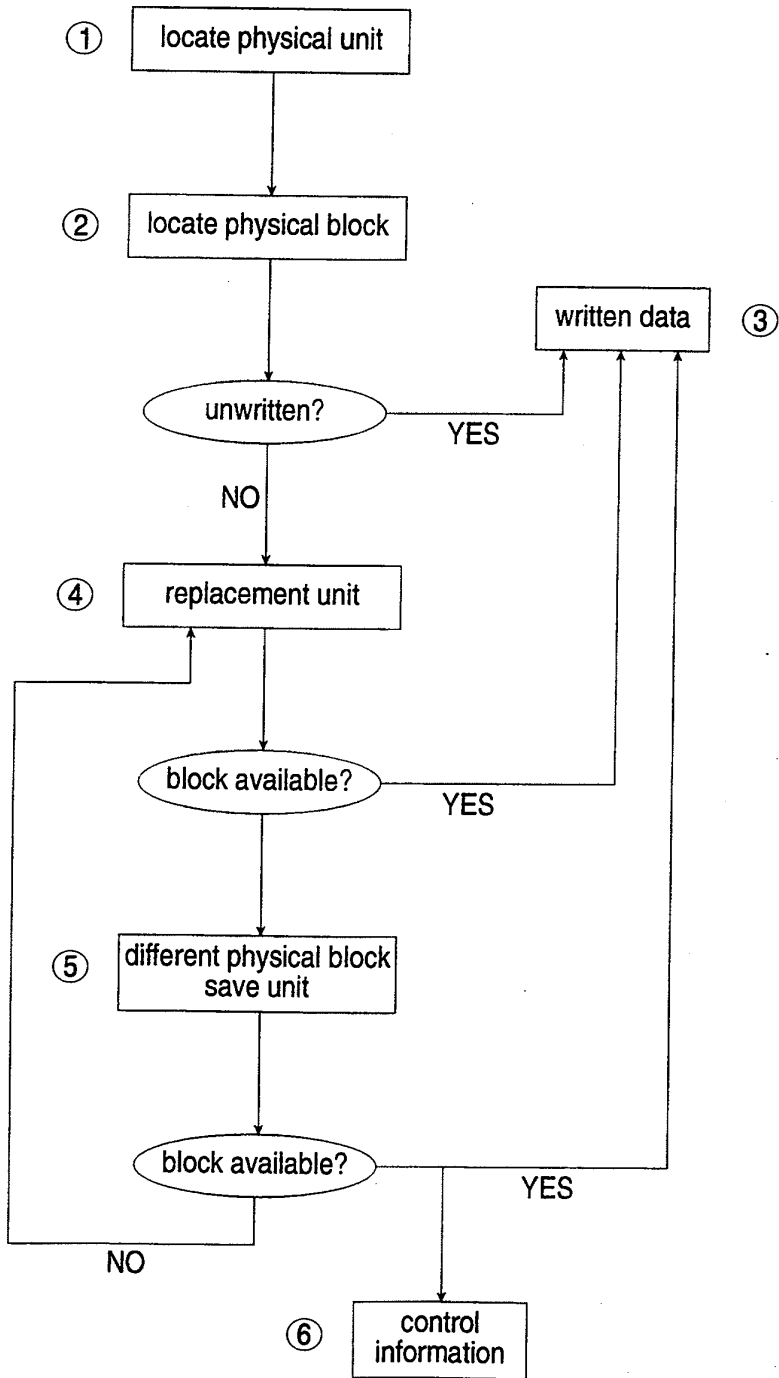 ① locate physical unit
② locate physical block
written data ③
unwritten?
YES
NO
④ replacement unit
block available?
YES
⑤ different physical block
save unit
block available?
YES
NO
⑥ control
information